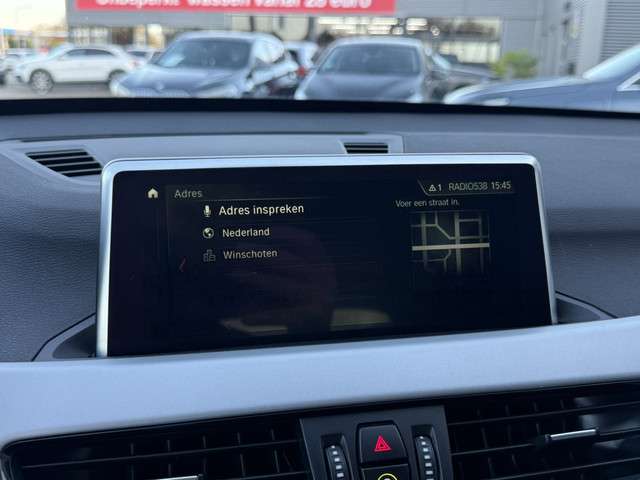 Onbeperkt wassen vanaf 25 euro
Adres
1 RADIO538 15:45
Adres inspreken
Voer een straat in.
Nederland
Winschoten